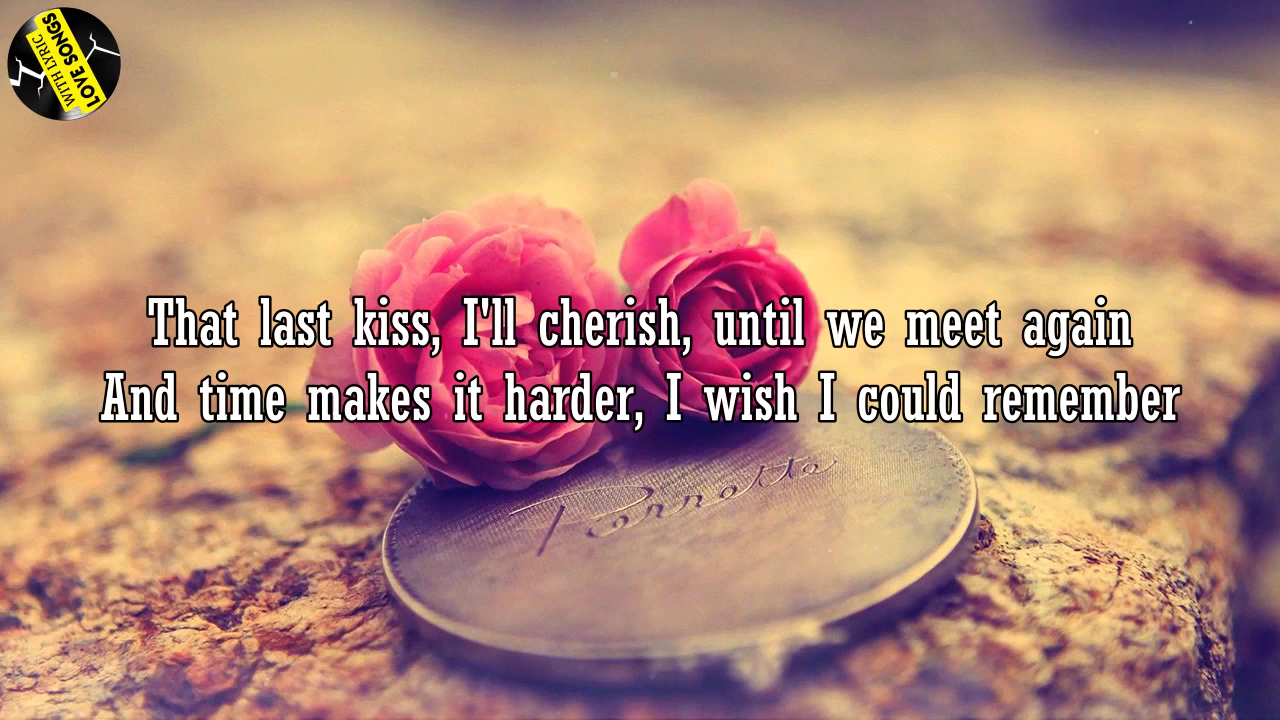 WITH LYRIC
LOVE SONGS
That last kiss, I'll cherish, until we meet again
And time makes it harder, I wish I could remember